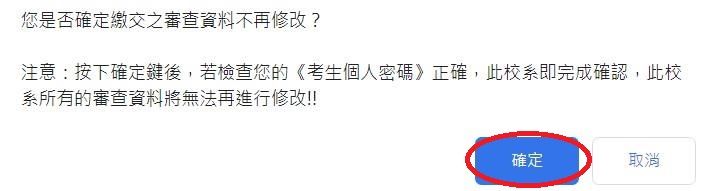 您是否確定繳交之審查資料不再修改？
注意：按下確定鍵後，若檢查您的《考生個人密碼》正確，此校系即完成確認，此校
系所有的審查資料將無法再進行修改!!
確定
取消